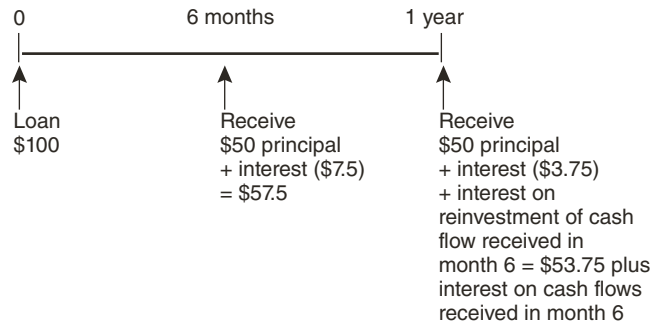 0 6 months 1 year
Loan
$100
Receive
$50 principal
+ interest ($7.5)
= $57.5
Receive
$50 principal
+ interest ($3.75)
+ interest on
reinvestment of cash
flow received in
month 6 = $53.75 plus
interest on cash flows
received in month 6